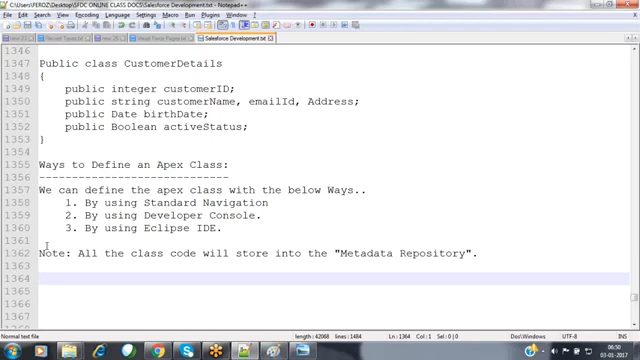 C:\Users\FEROZ\Desktop\SFDC ONLINE CLASS DOCS\Salesforce Development.txt - Notepad++
File Edit Search View Encoding Language Settings Macro Run Plugins Window ?
Salesforce Development.txt
1346
1347 Public class CustomerDetails
1348 {
1349 public integer customerID;
1350 public string customerName, emailId, Address;
1351 public Date birthDate;
1352 public Boolean activeStatus;
1353 }
1354
1355 Ways to Define an Apex Class:
1356 -----------------------------
1357 We can define the apex class with the below Ways..
1358 1. By using Standard Navigation
1359 2. By using Developer Console.
1360 3. By using Eclipse IDE.
1361
1362 Note: All the class code will store into the "Metadata Repository".
1363
1364
1365
1366
1367
1368
Normal text file length : 42068 lines : 1484 Ln : 1364 Col : 1 Sel : 0 | 0 Dos\Windows UTF-8 INS
06:50
03-01-2017